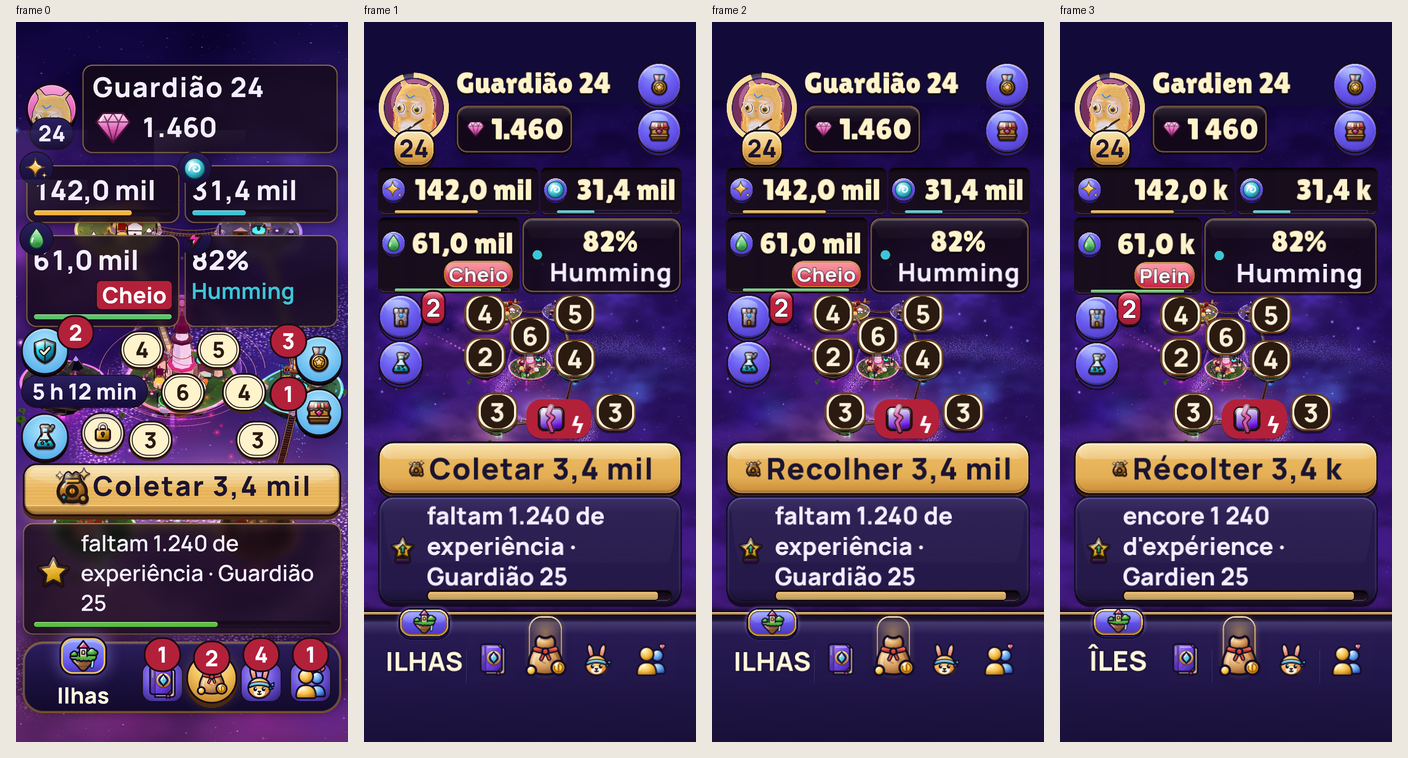 frame 0
Guardião 24
1.460
24
142,0 mil
31,4 mil
61,0 mil
Cheio
82%
Humming
2
3
4
5
5 h 12 min
6
4
1
3
3
Coletar 3,4 mil
faltam 1.240 de
experiência · Guardião
25
1
2
4
1
Ilhas
frame 1
Guardião 24
1.460
24
142,0 mil
31,4 mil
61,0 mil
Cheio
82%
Humming
2
4
5
6
2
4
3
4
3
Coletar 3,4 mil
faltam 1.240 de
experiência ·
Guardião 25
ILHAS
frame 2
Guardião 24
1.460
24
142,0 mil
31,4 mil
61,0 mil
Cheio
82%
Humming
2
4
5
6
2
4
3
4
3
Recolher 3,4 mil
faltam 1.240 de
experiência ·
Guardião 25
ILHAS
frame 3
Gardien 24
1 460
24
142,0 k
31,4 k
61,0 k
Plein
82%
Humming
2
4
5
6
2
4
3
4
3
Récolter 3,4 k
encore 1 240
d'expérience ·
Gardien 25
ÎLES